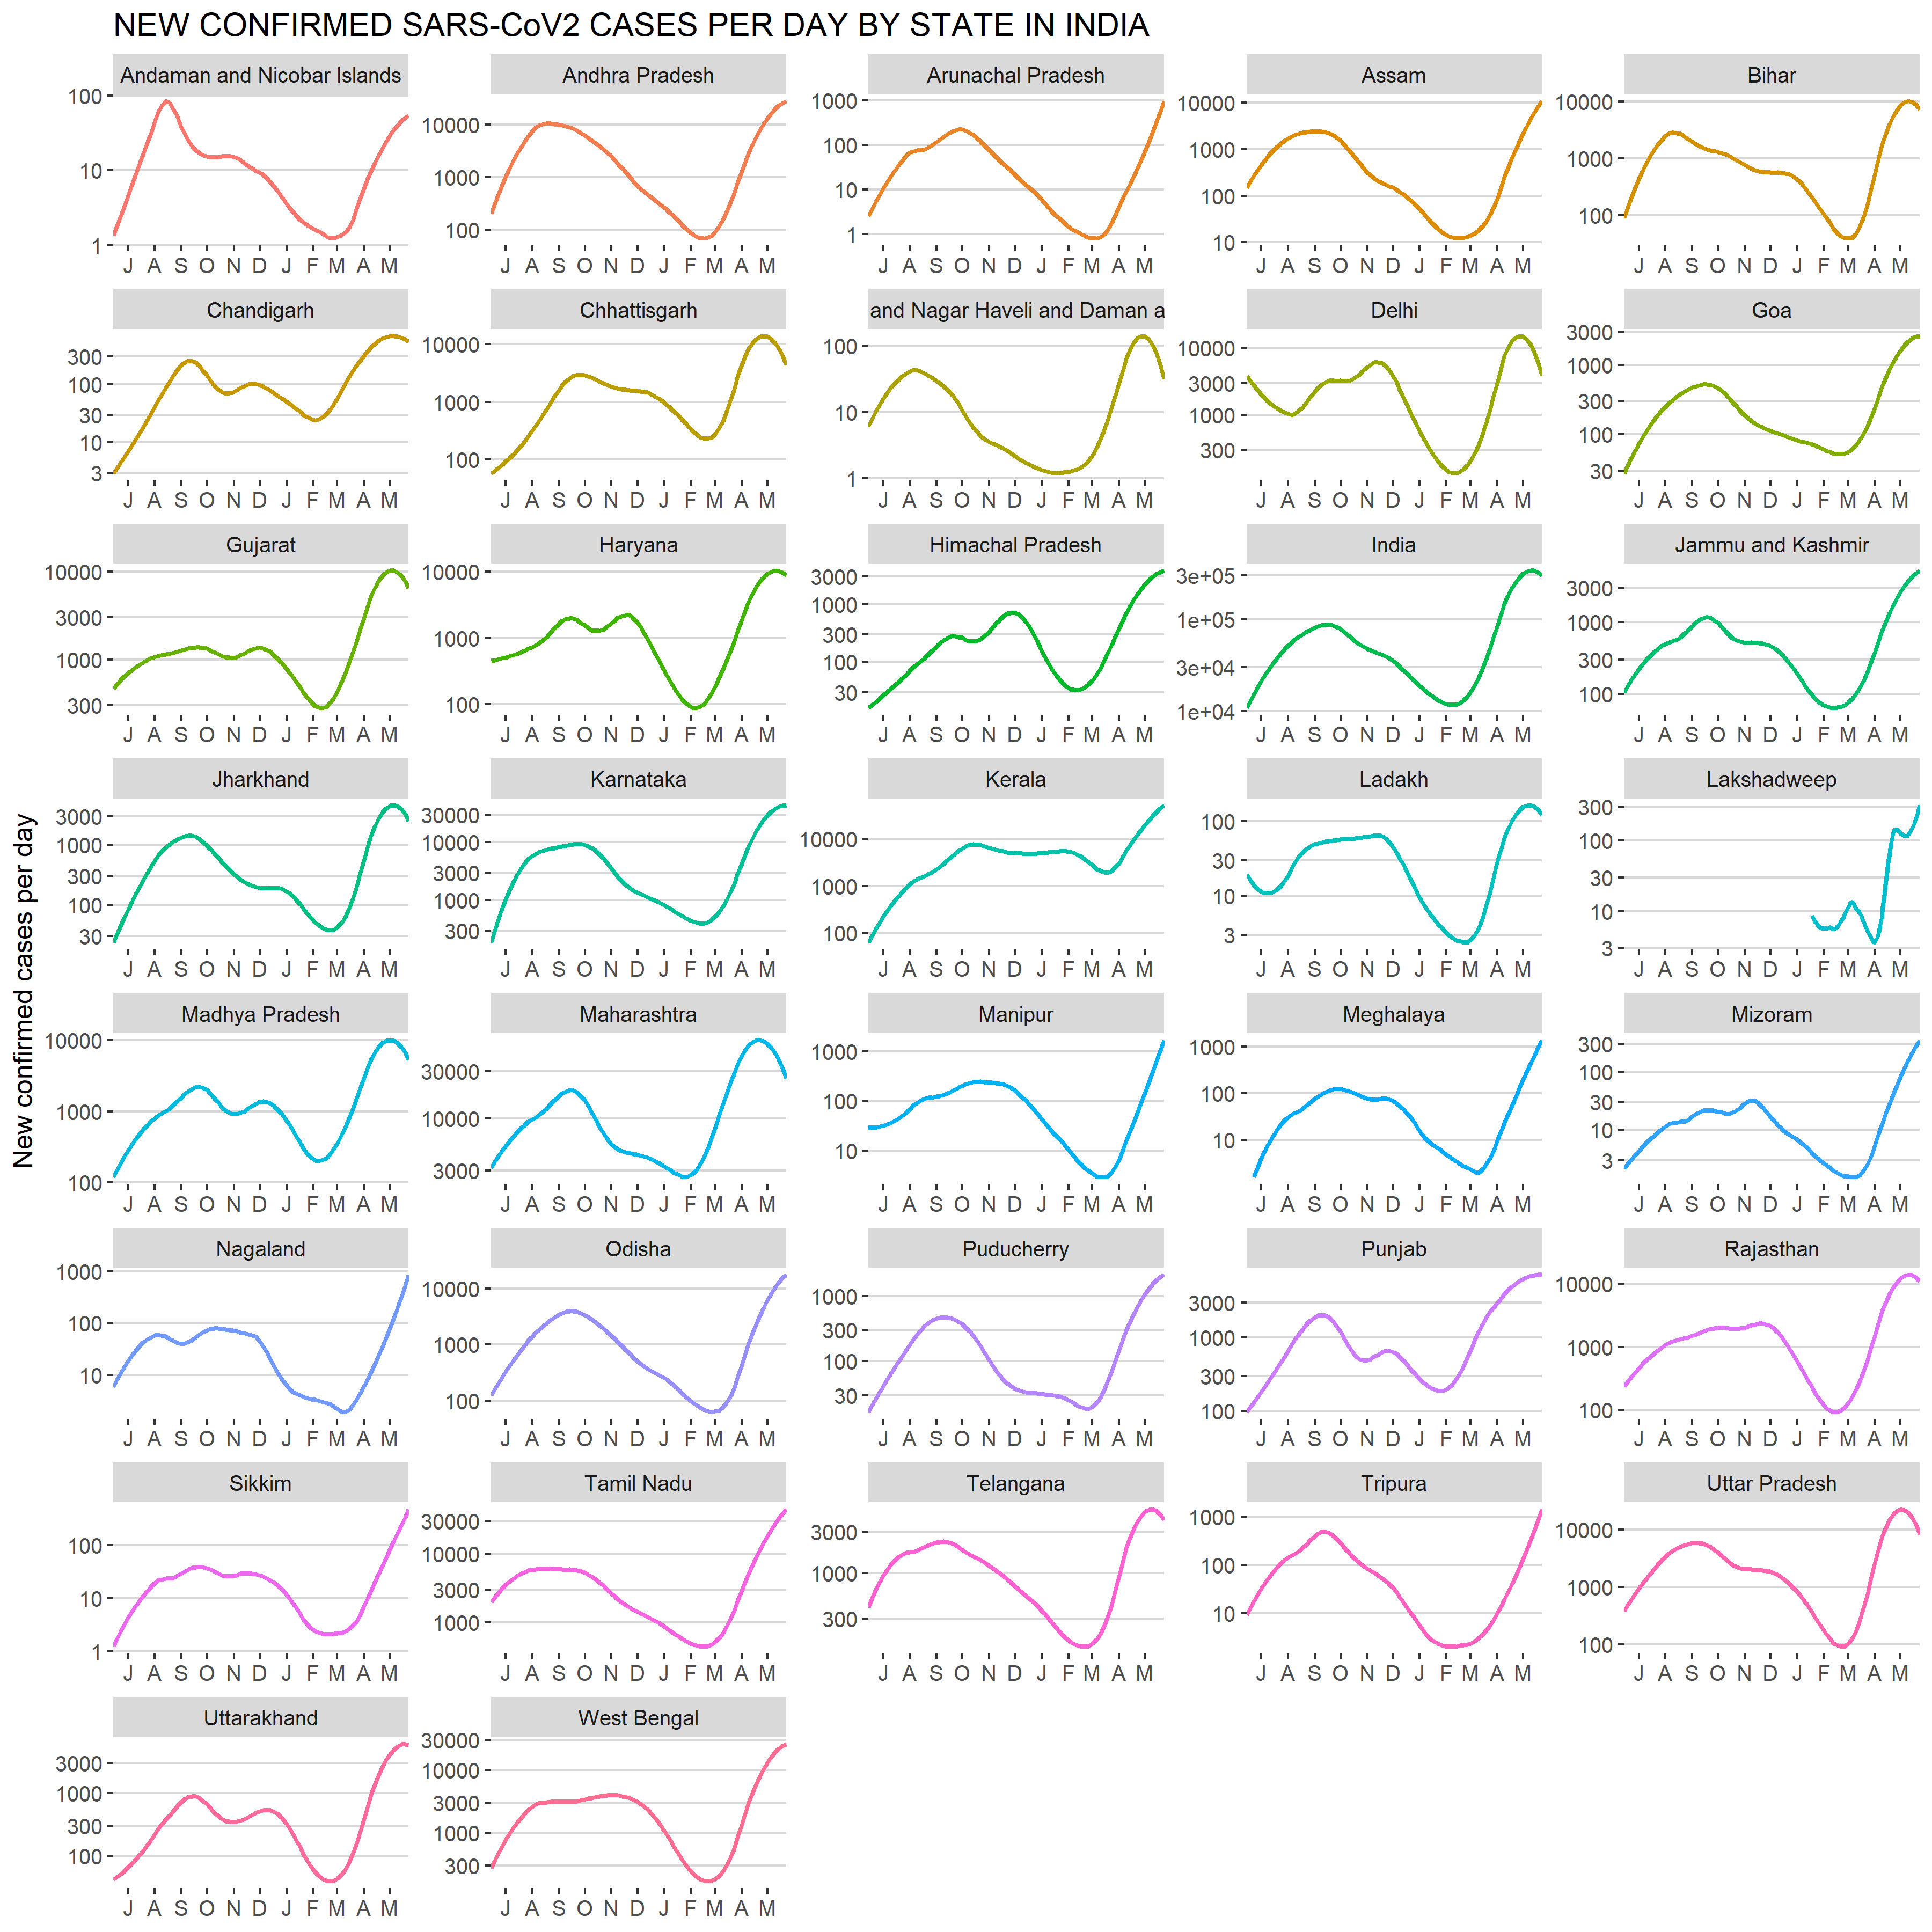 NEW CONFIRMED SARS-CoV2 CASES PER DAY BY STATE IN INDIA
New confirmed cases per day
Andaman and Nicobar Islands
100
10
1
J A S O N D J F M A M
Andhra Pradesh
10000
1000
100
J A S O N D J F M A M
Arunachal Pradesh
1000
100
10
1
J A S O N D J F M A M
Assam
10000
1000
100
10
J A S O N D J F M A M
Bihar
10000
1000
100
J A S O N D J F M A M
Chandigarh
300
100
30
10
3
J A S O N D J F M A M
Chhattisgarh
10000
1000
100
J A S O N D J F M A M
and Nagar Haveli and Daman a
100
10
1
J A S O N D J F M A M
Delhi
10000
3000
1000
300
J A S O N D J F M A M
Goa
3000
1000
300
100
30
J A S O N D J F M A M
Gujarat
10000
3000
1000
300
J A S O N D J F M A M
Haryana
10000
1000
100
J A S O N D J F M A M
Himachal Pradesh
3000
1000
300
100
30
J A S O N D J F M A M
India
3e+05
1e+05
3e+04
1e+04
J A S O N D J F M A M
Jammu and Kashmir
3000
1000
300
100
J A S O N D J F M A M
Jharkhand
3000
1000
300
100
30
J A S O N D J F M A M
Karnataka
30000
10000
3000
1000
300
J A S O N D J F M A M
Kerala
10000
1000
100
J A S O N D J F M A M
Ladakh
100
30
10
3
J A S O N D J F M A M
Lakshadweep
300
100
30
10
3
J A S O N D J F M A M
Madhya Pradesh
10000
1000
100
J A S O N D J F M A M
Maharashtra
30000
10000
3000
J A S O N D J F M A M
Manipur
1000
100
10
J A S O N D J F M A M
Meghalaya
1000
100
10
J A S O N D J F M A M
Mizoram
300
100
30
10
3
J A S O N D J F M A M
Nagaland
1000
100
10
J A S O N D J F M A M
Odisha
10000
1000
100
J A S O N D J F M A M
Puducherry
1000
300
100
30
J A S O N D J F M A M
Punjab
3000
1000
300
100
J A S O N D J F M A M
Rajasthan
10000
1000
100
J A S O N D J F M A M
Sikkim
100
10
1
J A S O N D J F M A M
Tamil Nadu
30000
10000
3000
1000
J A S O N D J F M A M
Telangana
3000
1000
300
J A S O N D J F M A M
Tripura
1000
100
10
J A S O N D J F M A M
Uttar Pradesh
10000
1000
100
J A S O N D J F M A M
Uttarakhand
3000
1000
300
100
J A S O N D J F M A M
West Bengal
30000
10000
3000
1000
300
J A S O N D J F M A M